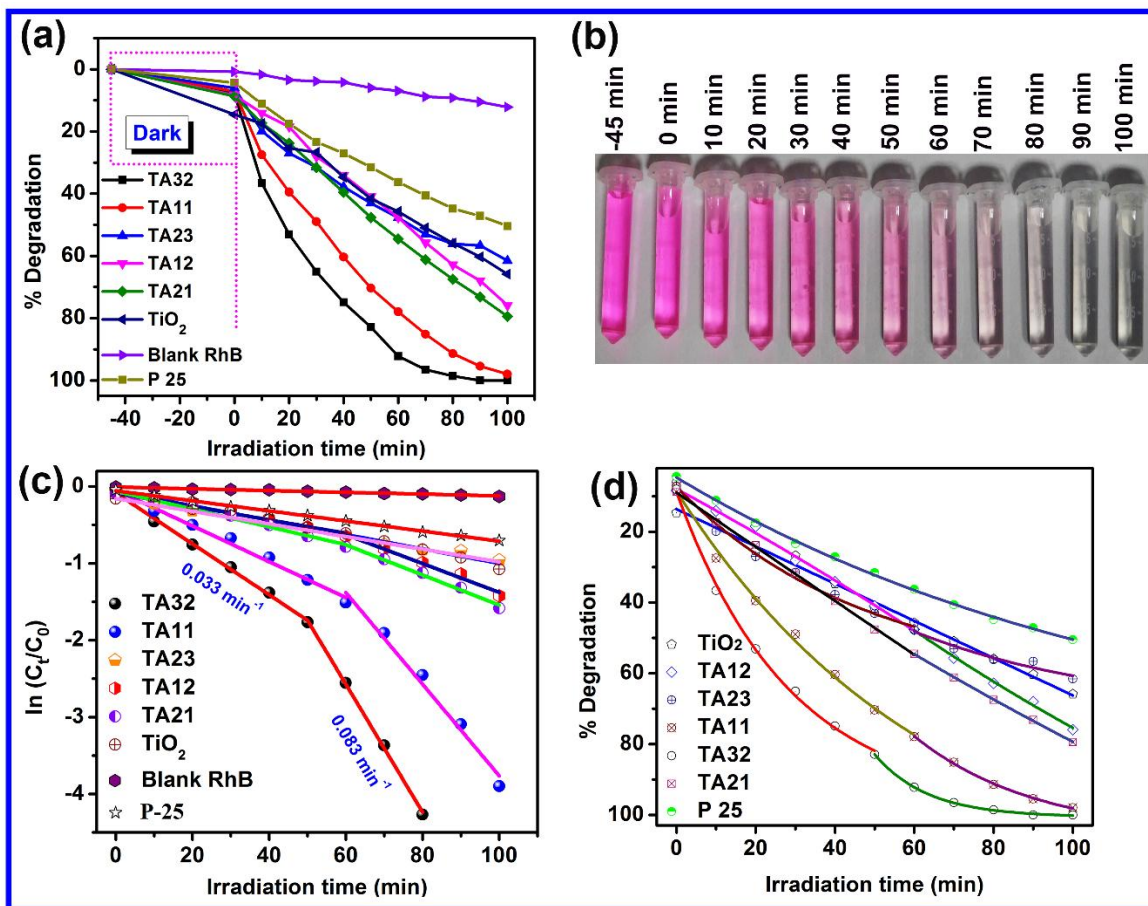 (a)
0
20
40
60
80
100
% Degradation
Dark
TA32
TA11
TA23
TA12
TA21
TiO₂
Blank RhB
P 25
-40 -20 0 20 40 60 80 100
Irradiation time (min)
(b)
-45 min
0 min
10 min
20 min
30 min
40 min
50 min
60 min
70 min
80 min
90 min
100 min
(c)
0
-1
-2
-3
-4
ln (Cₜ/C₀)
0.033 min⁻¹
0.083 min⁻¹
TA32
TA11
TA23
TA12
TA21
TiO₂
Blank RhB
P-25
0 20 40 60 80 100
Irradiation time (min)
(d)
20
40
60
80
100
% Degradation
TiO₂
TA12
TA23
TA11
TA32
TA21
P 25
0 20 40 60 80 100
Irradiation time (min)